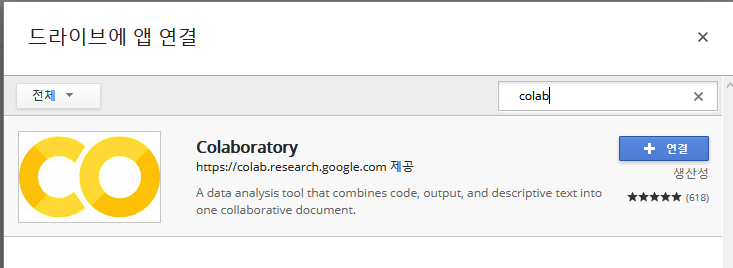 드라이브에 앱 연결
전체
colab
Colaboratory
연결
https://colab.research.google.com 제공
생산성
A data analysis tool that combines code, output, and descriptive text into
(618)
one collaborative document.